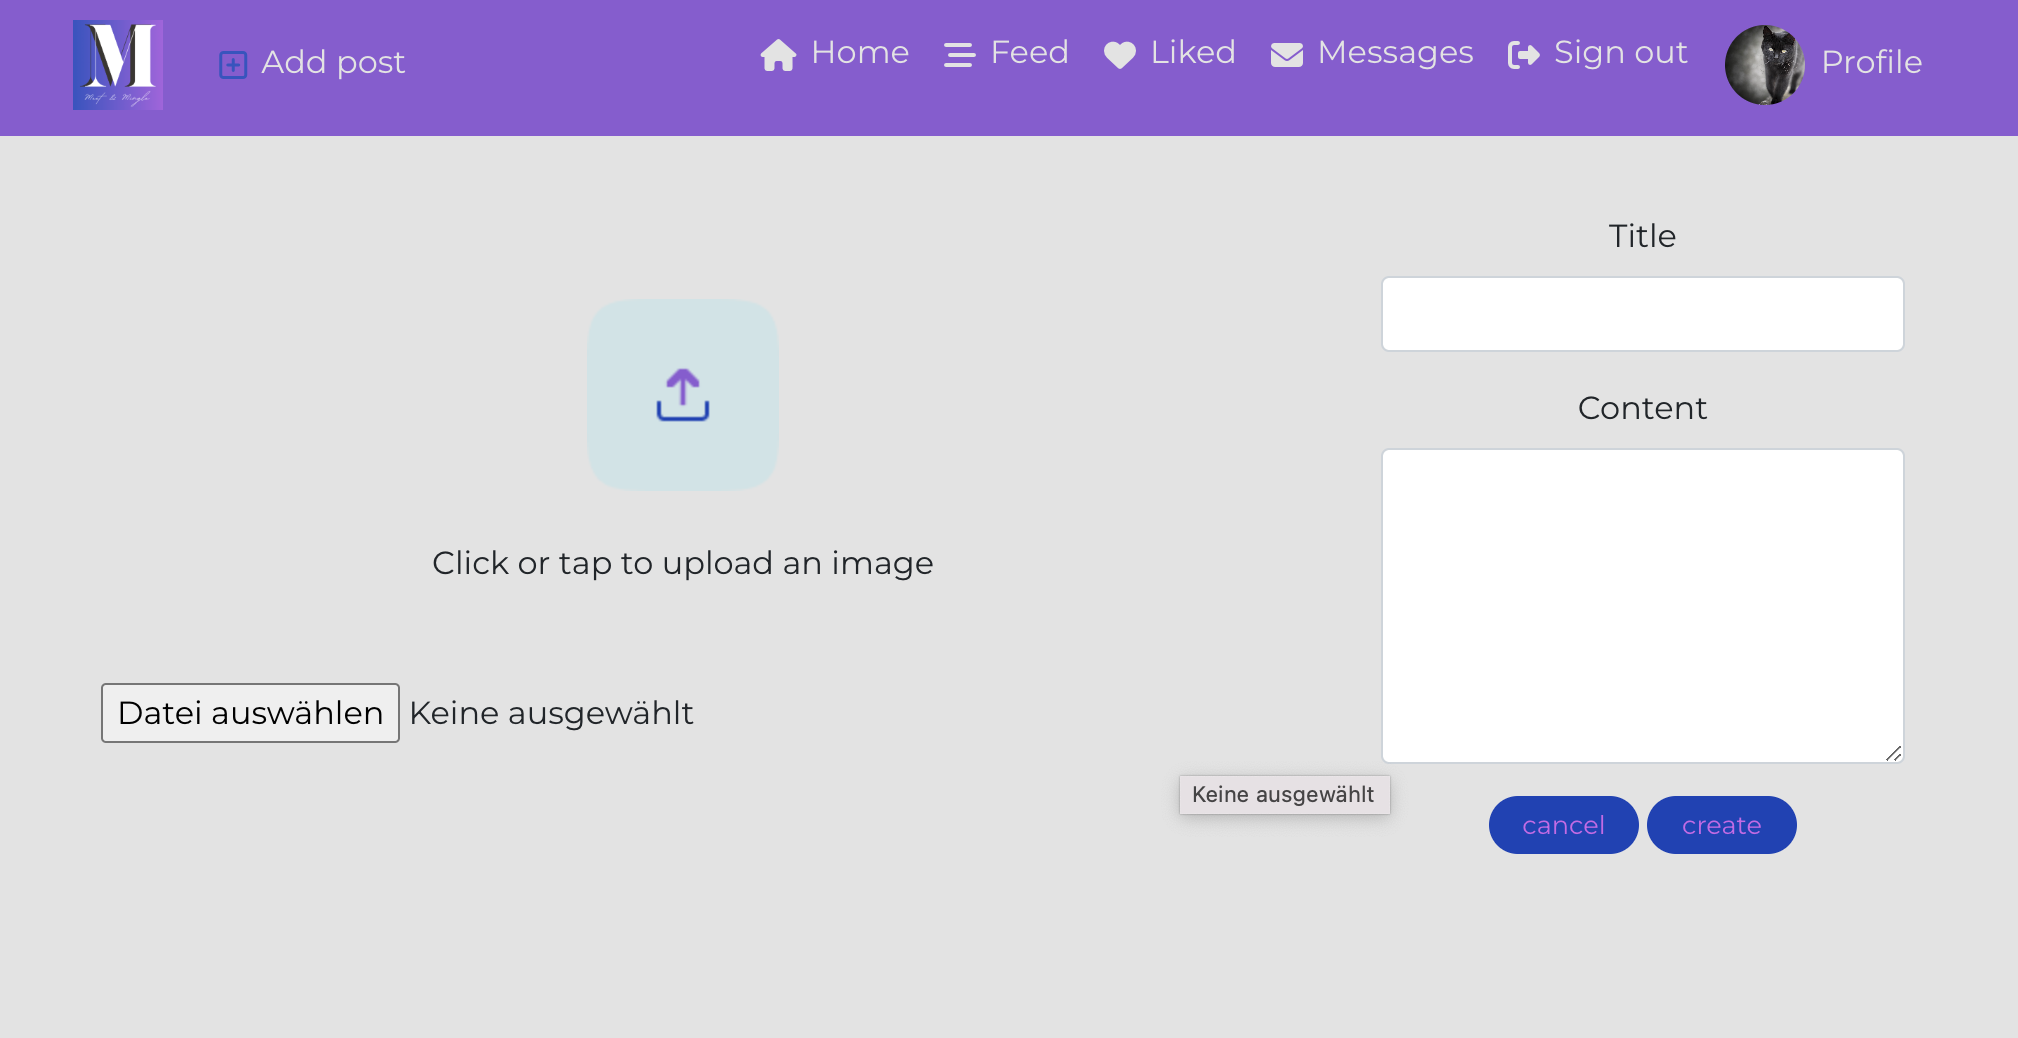 M
Meet & Mingle
Add post
Home
Feed
Liked
Messages
Sign out
Profile
Title
Content
Click or tap to upload an image
Datei auswählen Keine ausgewählt
Keine ausgewählt
cancel
create